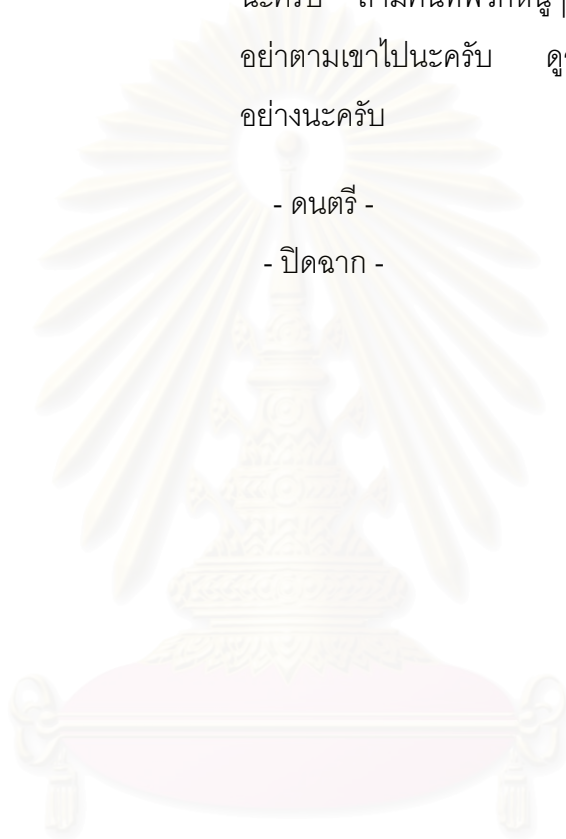 นะครับ
อย่าตามเขาไปนะครับ
อย่างนะครับ
- ดนตรี -
- ปิดฉาก -